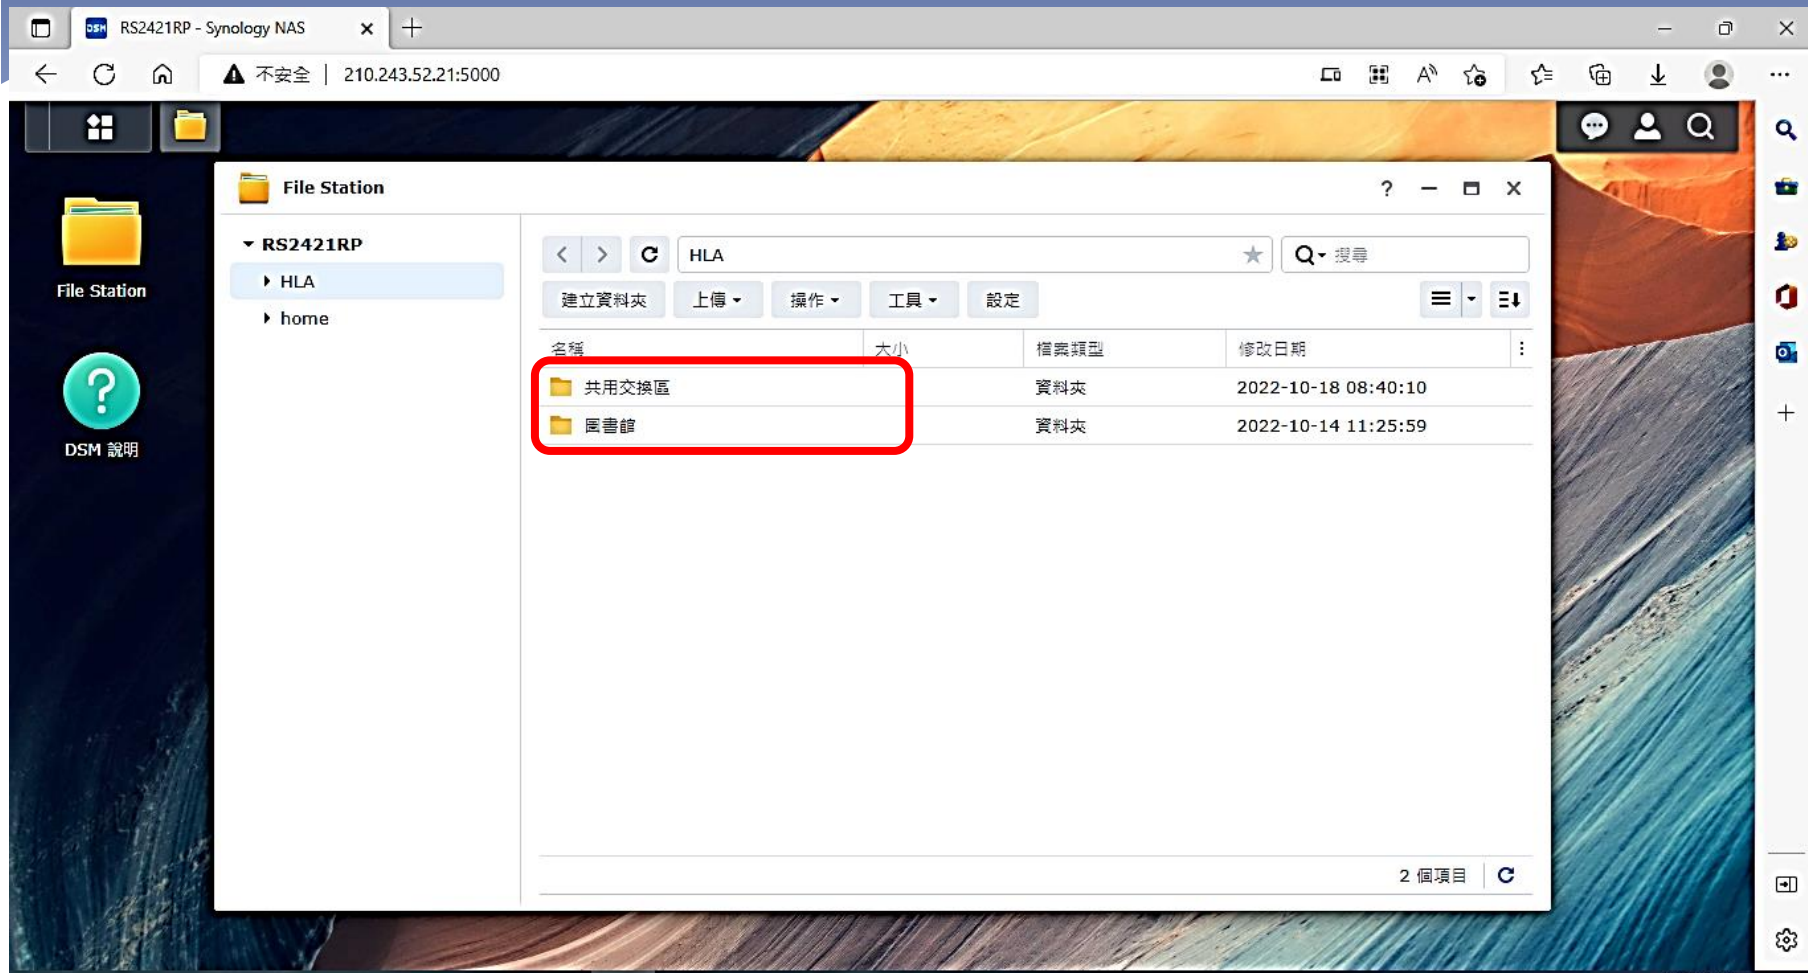 RS2421RP - Synology NAS
不安全 | 210.243.52.21:5000
File Station
DSM 說明
File Station
RS2421RP
HLA
home
HLA
搜尋
建立資料夾 上傳 操作 工具 設定
名稱 大小 檔案類型 修改日期
共用交換區 資料夾 2022-10-18 08:40:10
圖書館 資料夾 2022-10-14 11:25:59
2 個項目